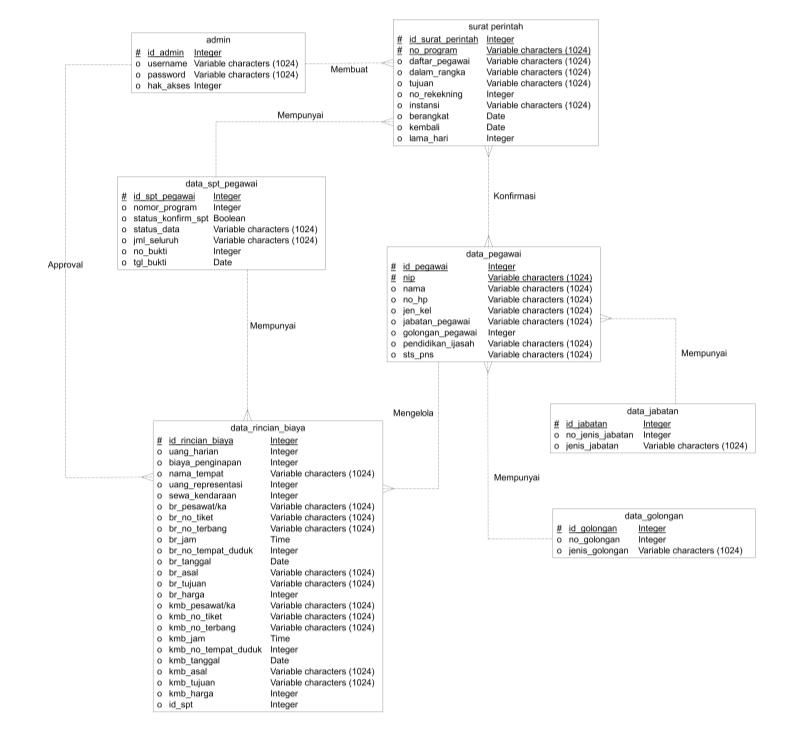 admin
# id_admin Integer
o username Variable characters (1024)
o password Variable characters (1024)
o hak_akses Integer
Membuat
surat perintah
# id_surat_perintah Integer
# no_program Variable characters (1024)
o daftar_pegawai Variable characters (1024)
o dalam_rangka Variable characters (1024)
o tujuan Variable characters (1024)
o no_rekekning Integer
o instansi Variable characters (1024)
o berangkat Date
o kembali Date
o lama_hari Integer
Mempunyai
data_spt_pegawai
# id_spt_pegawai Integer
o nomor_program Integer
o status_konfirm_spt Boolean
o status_data Variable characters (1024)
o jml_seluruh Variable characters (1024)
o no_bukti Integer
o tgl_bukti Date
Konfirmasi
Approval
data_pegawai
# id_pegawai Integer
# nip Variable characters (1024)
o nama Variable characters (1024)
o no_hp Variable characters (1024)
o jen_kel Variable characters (1024)
o jabatan_pegawai Variable characters (1024)
o golongan_pegawai Integer
o pendidikan_ijasah Variable characters (1024)
o sts_pns Variable characters (1024)
Mempunyai
Mempunyai
Mengelola
data_jabatan
# id_jabatan Integer
o no_jenis_jabatan Integer
o jenis_jabatan Variable characters (1024)
data_rincian_biaya
# id_rincian_biaya Integer
o uang_harian Integer
o biaya_penginapan Integer
o nama_tempat Variable characters (1024)
o uang_representasi Integer
o sewa_kendaraan Integer
o br_pesawat/ka Variable characters (1024)
o br_no_tiket Variable characters (1024)
o br_no_terbang Variable characters (1024)
o br_jam Time
o br_no_tempat_duduk Integer
o br_tanggal Date
o br_asal Variable characters (1024)
o br_tujuan Variable characters (1024)
o br_harga Integer
o kmb_pesawat/ka Variable characters (1024)
o kmb_no_tiket Variable characters (1024)
o kmb_no_terbang Variable characters (1024)
o kmb_jam Time
o kmb_no_tempat_duduk Integer
o kmb_tanggal Date
o kmb_asal Variable characters (1024)
o kmb_tujuan Variable characters (1024)
o kmb_harga Integer
o id_spt Integer
Mempunyai
data_golongan
# id_golongan Integer
o no_golongan Integer
o jenis_golongan Variable characters (1024)